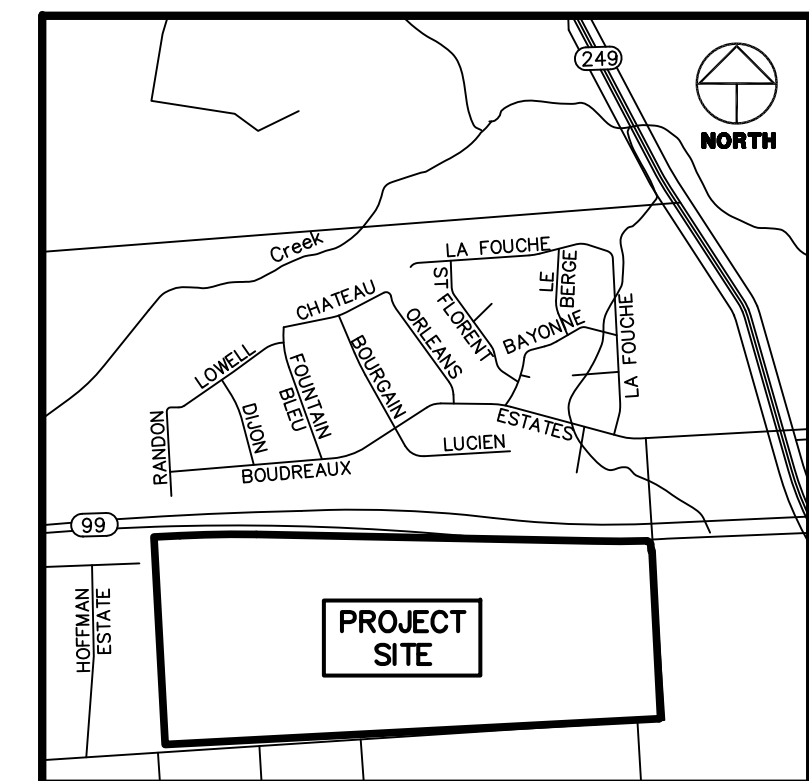 249
NORTH
Creek
LA FOUCHE
LE
BERGE
ST FLORENT
CHATEAU
ORLEANS
BAYONNE
LA FOUCHE
LOWELL
BOURGAIN
FOUNTAIN
BLEU
DIJON
RANDON
ESTATES
LUCIEN
BOUDREAUX
99
HOFFMAN
ESTATE
PROJECT
SITE